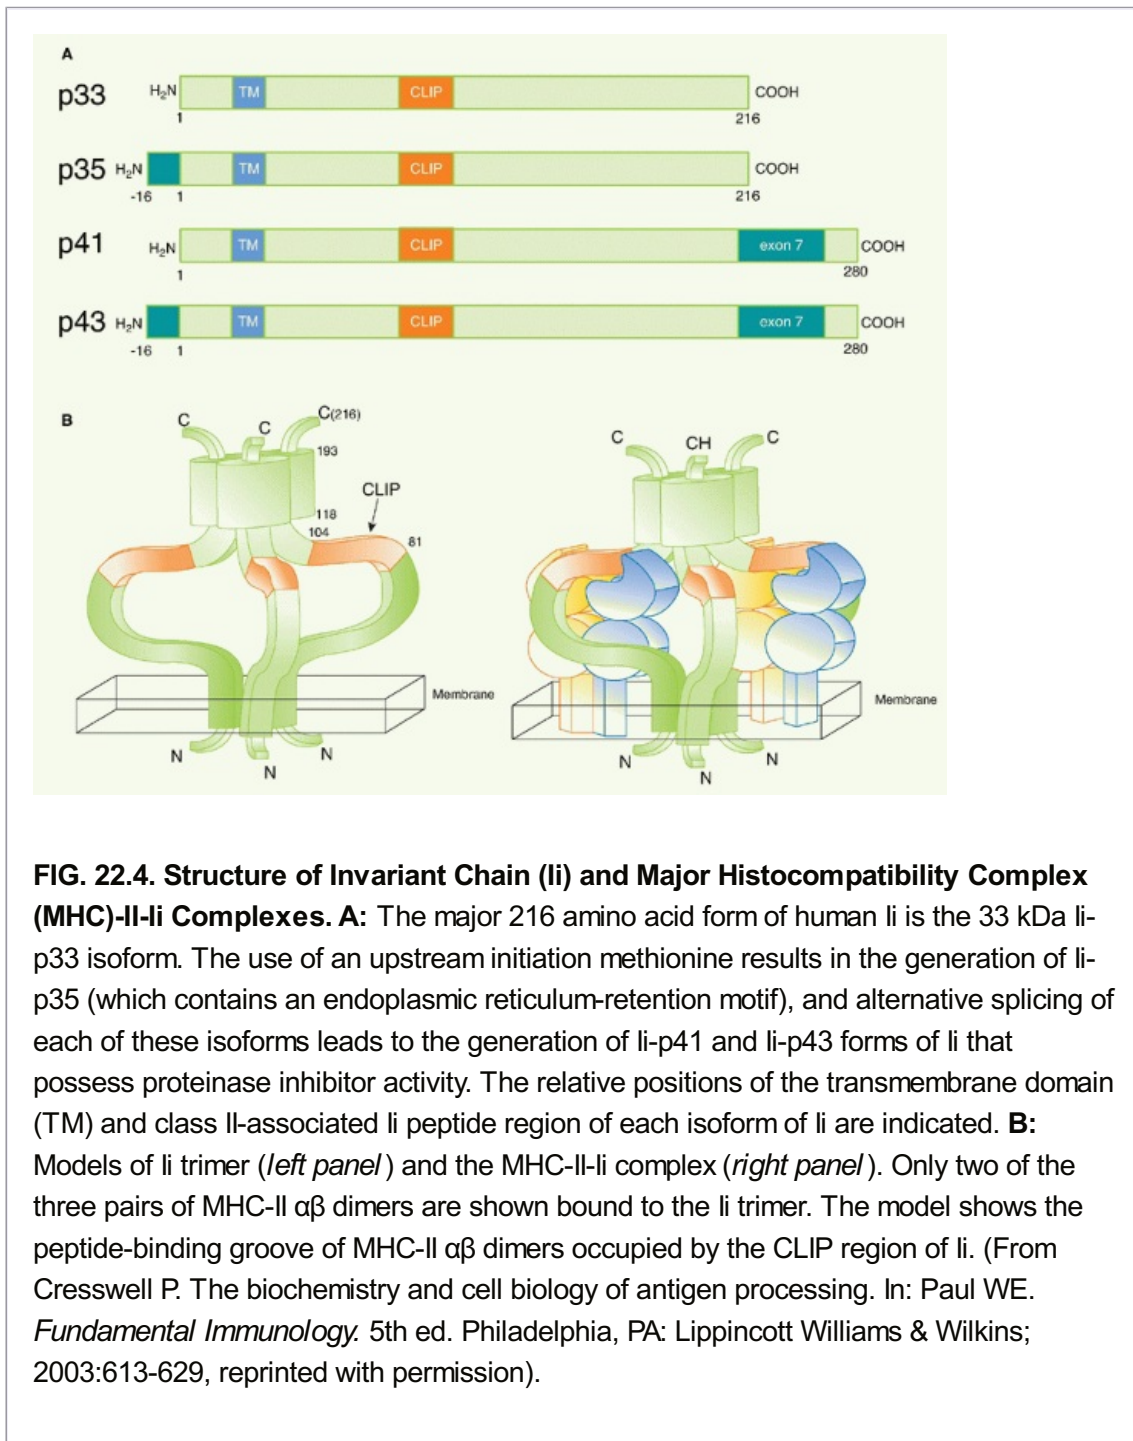 A
p33 H₂N TM CLIP COOH
1 216
p35 H₂N TM CLIP COOH
-16 1 216
p41 H₂N TM CLIP exon 7 COOH
1 280
p43 H₂N TM CLIP exon 7 COOH
-16 1 280
B
C C C(216)
193
CLIP
118
104
81
Membrane
N N N
C CH C
Membrane
N N N
FIG. 22.4. Structure of Invariant Chain (Ii) and Major Histocompatibility Complex
(MHC)-II-Ii Complexes. A: The major 216 amino acid form of human Ii is the 33 kDa Ii-
p33 isoform. The use of an upstream initiation methionine results in the generation of Ii-
p35 (which contains an endoplasmic reticulum-retention motif), and alternative splicing of
each of these isoforms leads to the generation of Ii-p41 and Ii-p43 forms of Ii that
possess proteinase inhibitor activity. The relative positions of the transmembrane domain
(TM) and class II-associated Ii peptide region of each isoform of Ii are indicated. B:
Models of Ii trimer (left panel) and the MHC-II-Ii complex (right panel). Only two of the
three pairs of MHC-II αβ dimers are shown bound to the Ii trimer. The model shows the
peptide-binding groove of MHC-II αβ dimers occupied by the CLIP region of Ii. (From
Cresswell P. The biochemistry and cell biology of antigen processing. In: Paul WE.
Fundamental Immunology. 5th ed. Philadelphia, PA: Lippincott Williams & Wilkins;
2003:613-629, reprinted with permission).